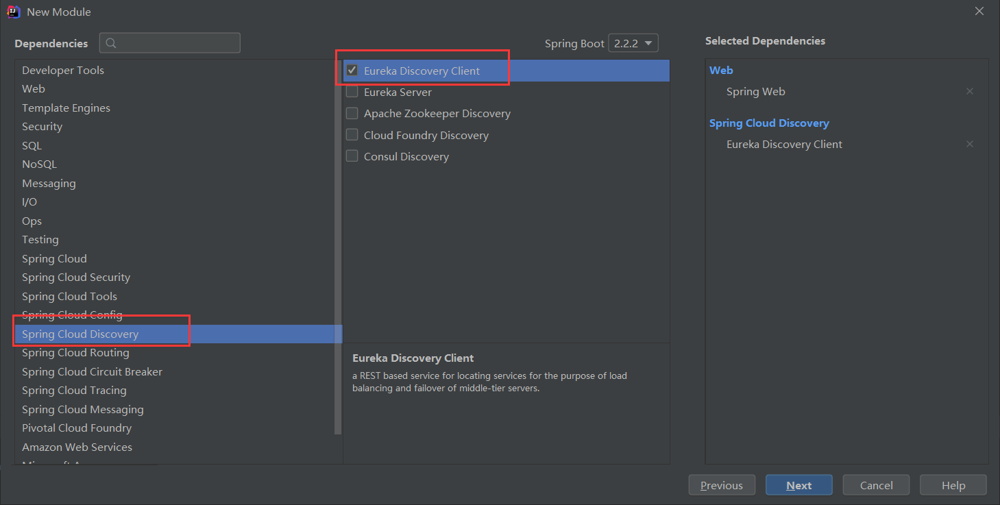 New Module
Dependencies
Spring Boot 2.2.2
Selected Dependencies
Developer Tools
Web
Template Engines
Security
SQL
NoSQL
Messaging
I/O
Ops
Testing
Spring Cloud
Spring Cloud Security
Spring Cloud Tools
Spring Cloud Config
Spring Cloud Discovery
Spring Cloud Routing
Spring Cloud Circuit Breaker
Spring Cloud Tracing
Spring Cloud Messaging
Pivotal Cloud Foundry
Amazon Web Services
Eureka Discovery Client
Eureka Server
Apache Zookeeper Discovery
Cloud Foundry Discovery
Consul Discovery
Eureka Discovery Client
a REST based service for locating services for the purpose of load
balancing and failover of middle-tier servers.
Web
Spring Web
Spring Cloud Discovery
Eureka Discovery Client
Previous
Next
Cancel
Help